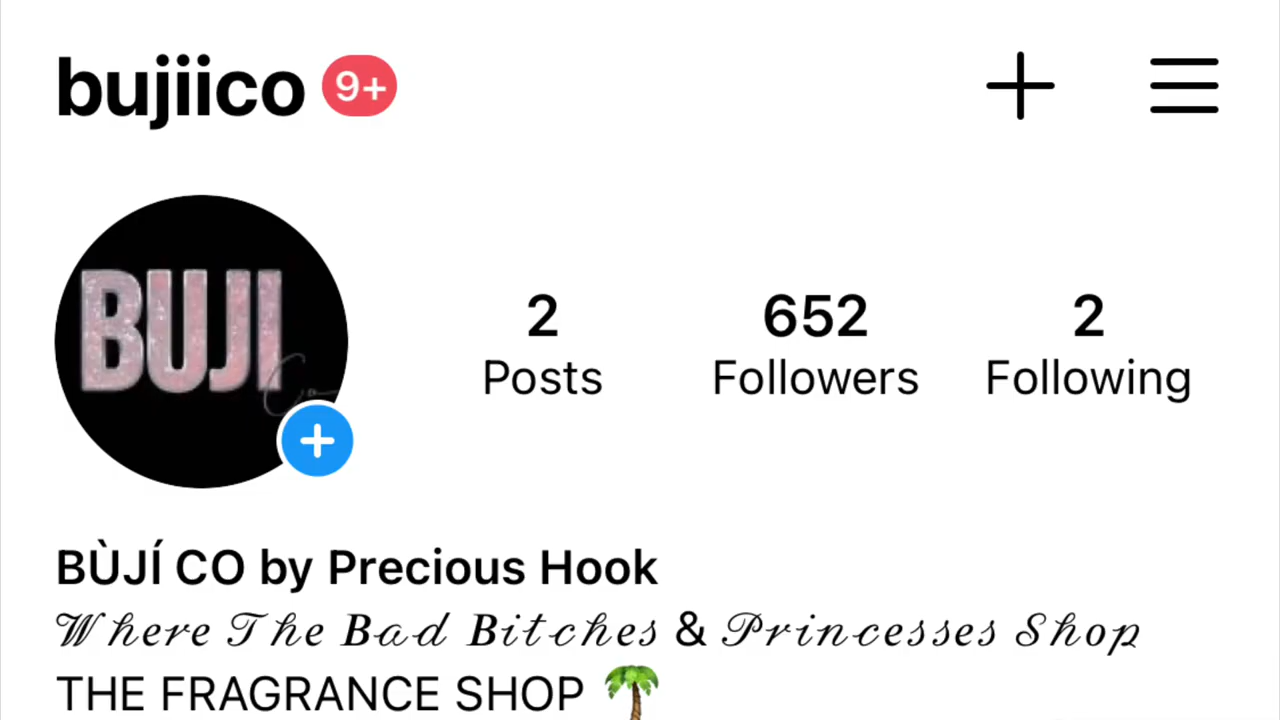 bujiico 9+
BUJI
Co
2 652 2
Posts Followers Following
BÙJÍ CO by Precious Hook
𝒲𝒽𝑒𝓇𝑒 𝒯𝒽𝑒 𝐵𝒶𝒹 𝐵𝒾𝓉𝒸𝒽𝑒𝓈 & 𝒫𝓇𝒾𝓃𝒸𝑒𝓈𝓈𝑒𝓈 𝒮𝒽𝑜𝓅
THE FRAGRANCE SHOP 🌴